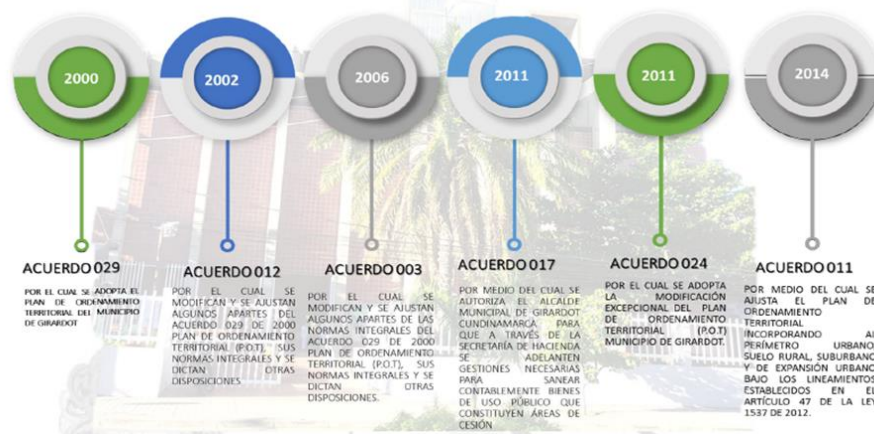 2000
2002
2006
2011
2011
2014
ACUERDO 029
POR EL CUAL SE ADOPTA EL
PLAN DE ORDENAMIENTO
TERRITORIAL DEL MUNICIPIO
DE GIRARDOT
ACUERDO 012
POR EL CUAL SE
MODIFICAN Y SE AJUSTAN
ALGUNOS APARTES DEL
ACUERDO 029 DE 2000
PLAN DE ORDENAMIENTO
TERRITORIAL (P.O.T), SUS
NORMAS INTEGRALES Y SE
DICTAN OTRAS
DISPOSICIONES
ACUERDO 003
POR EL CUAL SE
MODIFICAN Y SE AJUSTAN
ALGUNOS APARTES DE LAS
NORMAS INTEGRALES DEL
ACUERDO 029 DE 2000
PLAN DE ORDENAMIENTO
TERRITORIAL (P.O.T), SUS
NORMAS INTEGRALES Y SE
DICTAN OTRAS
DISPOSICIONES.
ACUERDO 017
POR MEDIO DEL CUAL SE
AUTORIZA EL ALCALDE
MUNICIPAL DE GIRARDOT
CUNDINAMARCA PARA
QUE A TRAVÉS DE LA
SECRETARÍA DE HACIENDA
SE ADELANTEN
GESTIONES NECESARIAS
PARA SANEAR
CONTABLEMENTE BIENES
DE USO PÚBLICO QUE
CONSTITUYEN ÁREAS DE
CESIÓN
ACUERDO 024
POR EL CUAL SE ADOPTA
LA MODIFICACIÓN
EXCEPCIONAL DEL PLAN
DE ORDENAMIENTO
TERRITORIAL (P.O.T)
MUNICIPIO DE GIRARDOT.
ACUERDO 011
POR MEDIO DEL CUAL SE
AJUSTA EL PLAN DE
ORDENAMIENTO
TERRITORIAL
INCORPORANDO AL
PERÍMETRO URBANO
SUELO RURAL, SUBURBANO
Y DE EXPANSIÓN URBANO
BAJO LOS LINEAMIENTOS
ESTABLECIDOS EN EL
ARTÍCULO 47 DE LA LEY
1537 DE 2012.